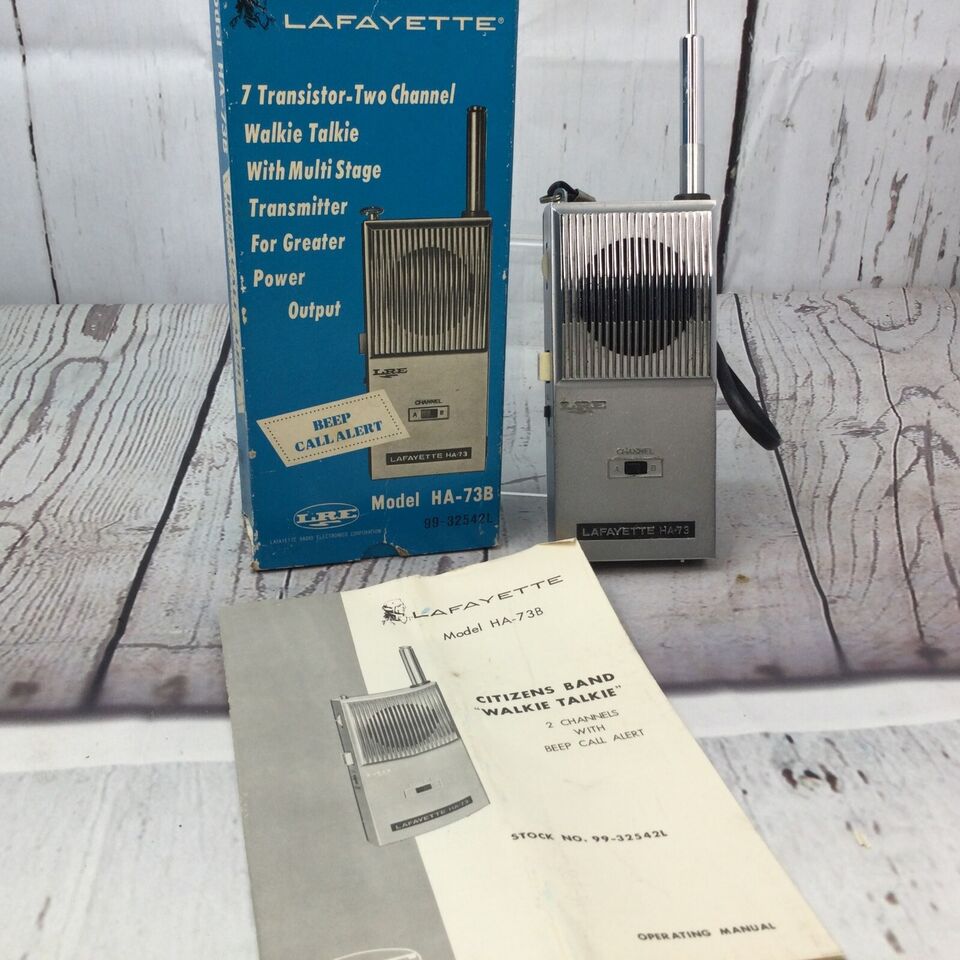 LAFAYETTE®
7 Transistor-Two Channel
Walkie Talkie
With Multi Stage
Transmitter
For Greater
Power
Output
LRE
CHANNEL
A B
LAFAYETTE HA-73
BEEP
CALL ALERT
Model HA-73B
99-32542L
LRE
LAFAYETTE RADIO ELECTRONICS CORPORATION
Model HA-73B
LRE
CHANNEL
A B
LAFAYETTE HA-73
LAFAYETTE
Model HA-73B
CITIZENS BAND
"WALKIE TALKIE"
2 CHANNELS
WITH
BEEP CALL ALERT
LAFAYETTE HA-73
STOCK NO. 99-32542L
OPERATING MANUAL